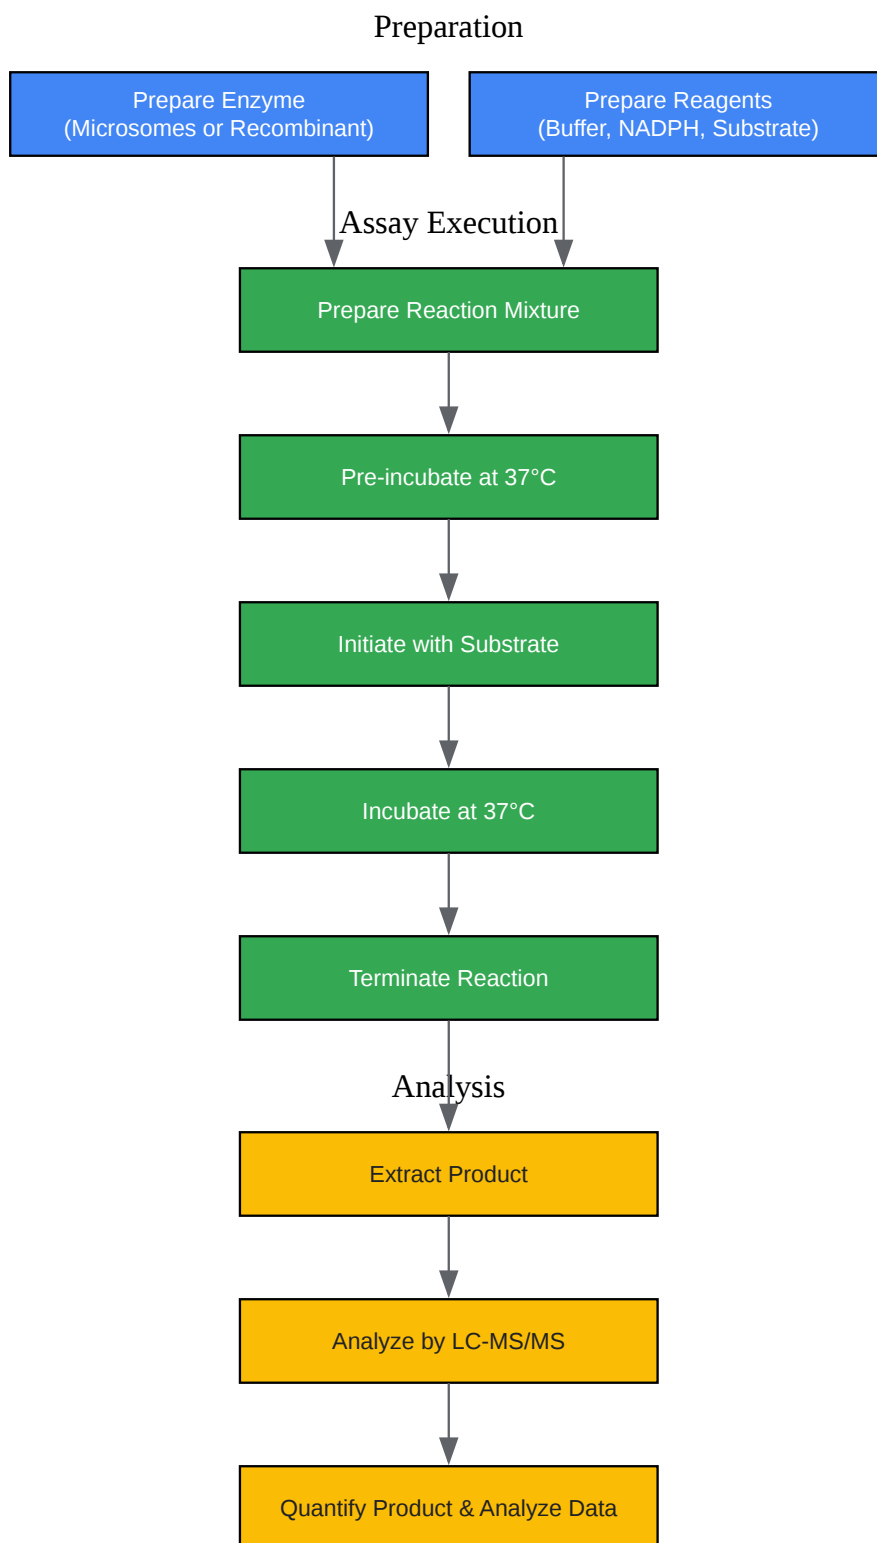 Preparation
Prepare Enzyme
(Microsomes or Recombinant)
Prepare Reagents
(Buffer, NADPH, Substrate)
Assay Execution
Prepare Reaction Mixture
Pre-incubate at 37°C
Initiate with Substrate
Incubate at 37°C
Terminate Reaction
Analysis
Extract Product
Analyze by LC-MS/MS
Quantify Product & Analyze Data